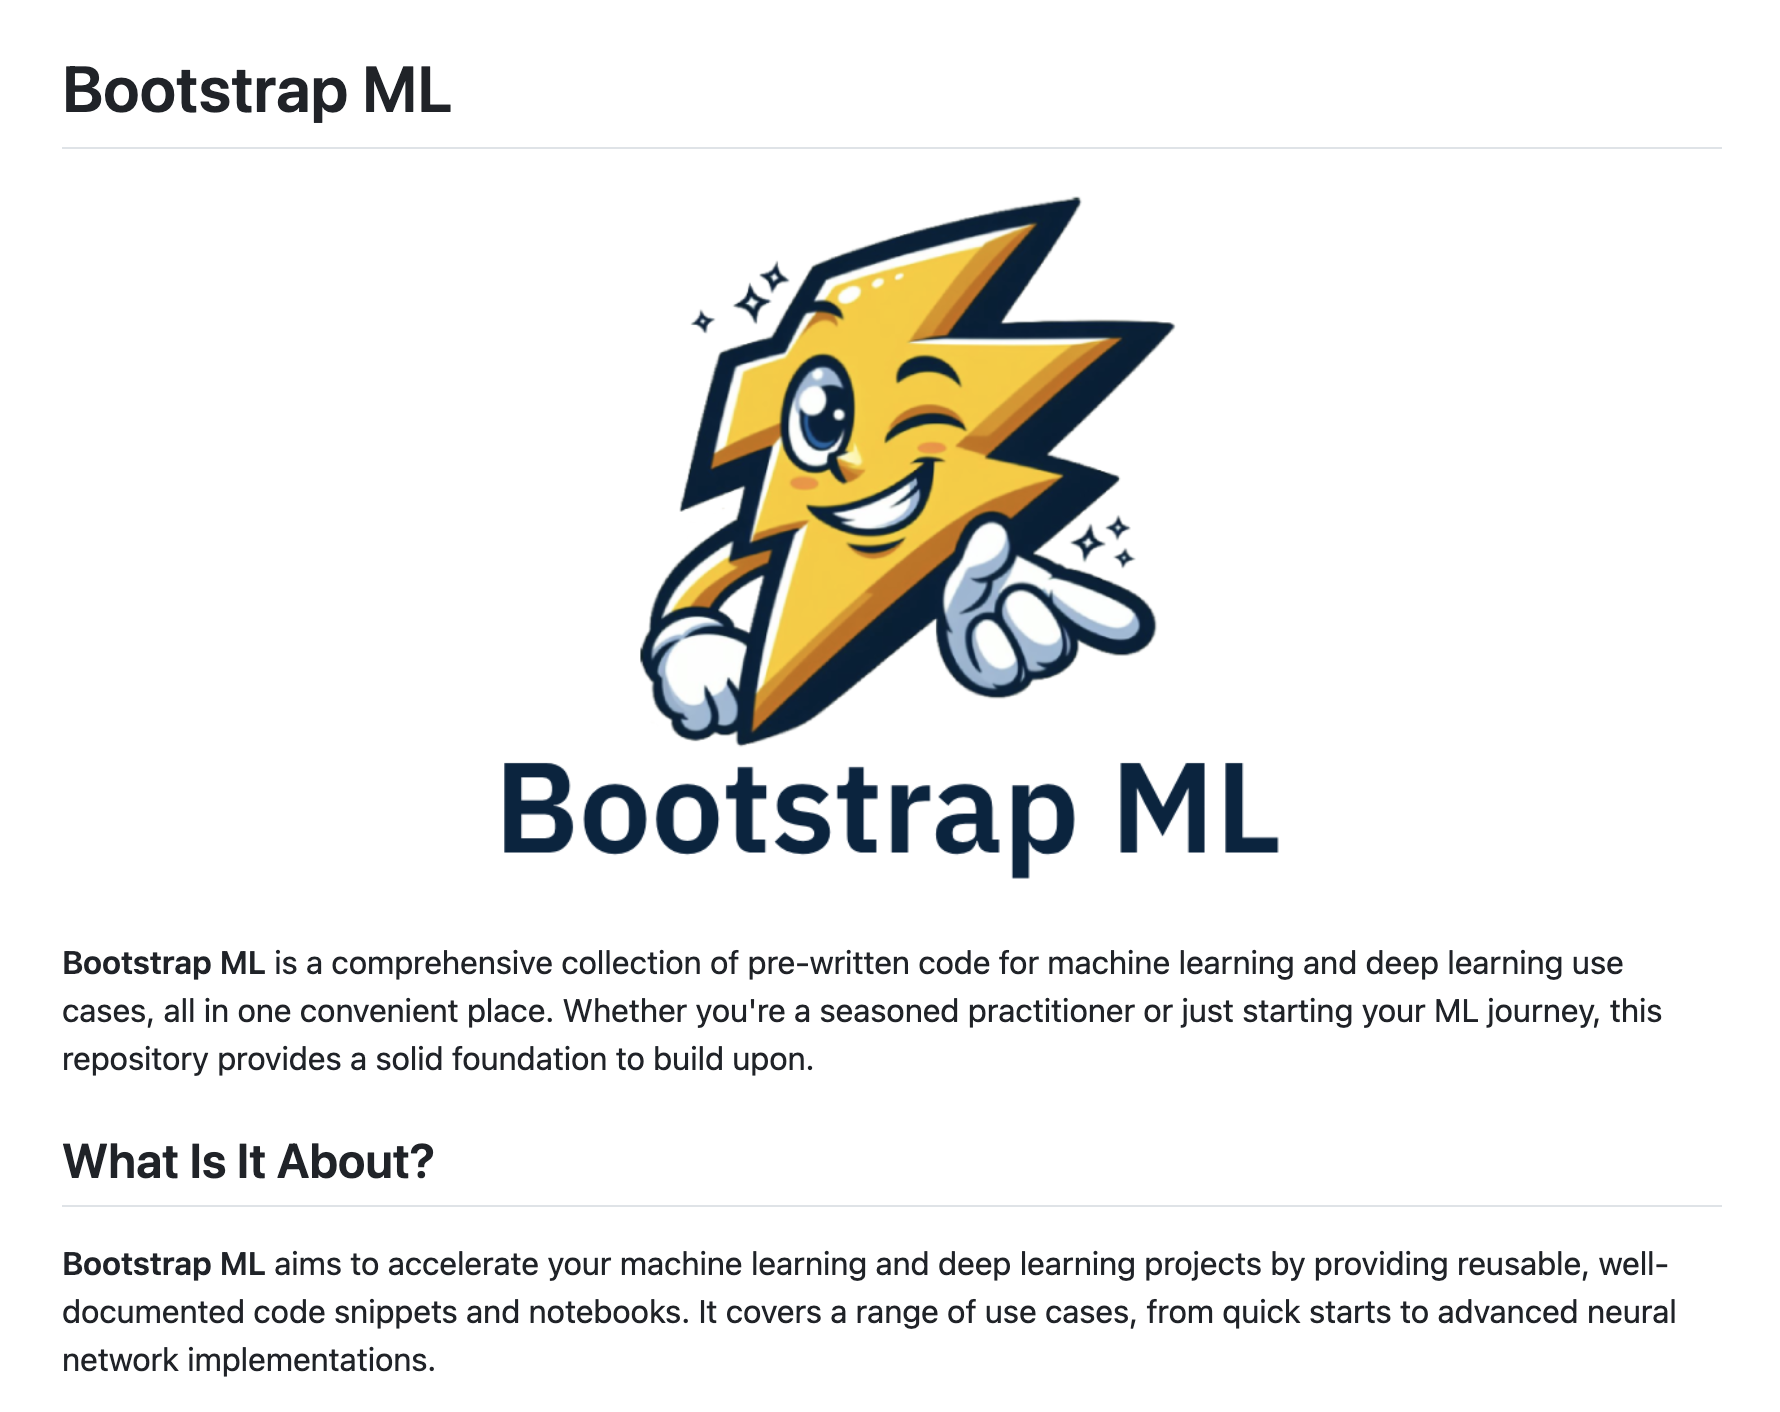 Bootstrap ML
Bootstrap ML
Bootstrap ML is a comprehensive collection of pre-written code for machine learning and deep learning use
cases, all in one convenient place. Whether you're a seasoned practitioner or just starting your ML journey, this
repository provides a solid foundation to build upon.
What Is It About?
Bootstrap ML aims to accelerate your machine learning and deep learning projects by providing reusable, well-
documented code snippets and notebooks. It covers a range of use cases, from quick starts to advanced neural
network implementations.